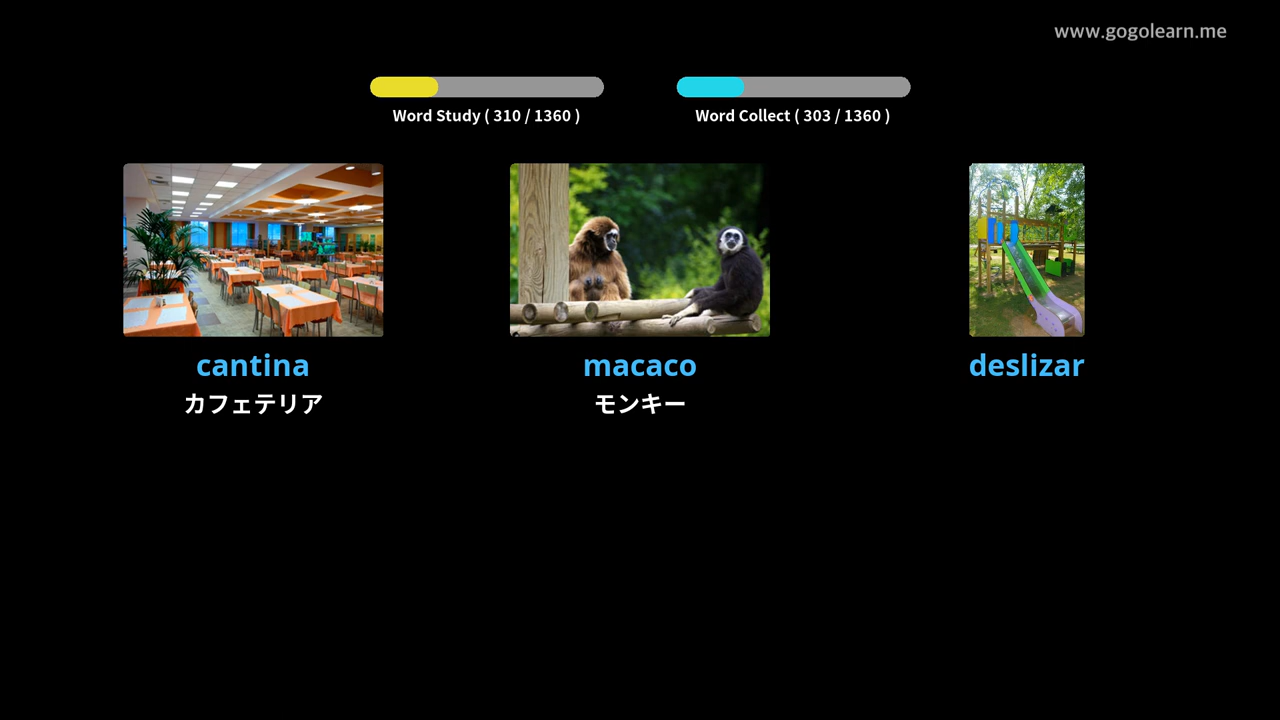 www.gogolearn.me
Word Study ( 310 / 1360 )
Word Collect ( 303 / 1360 )
cantina
カフェテリア
macaco
モンキー
deslizar